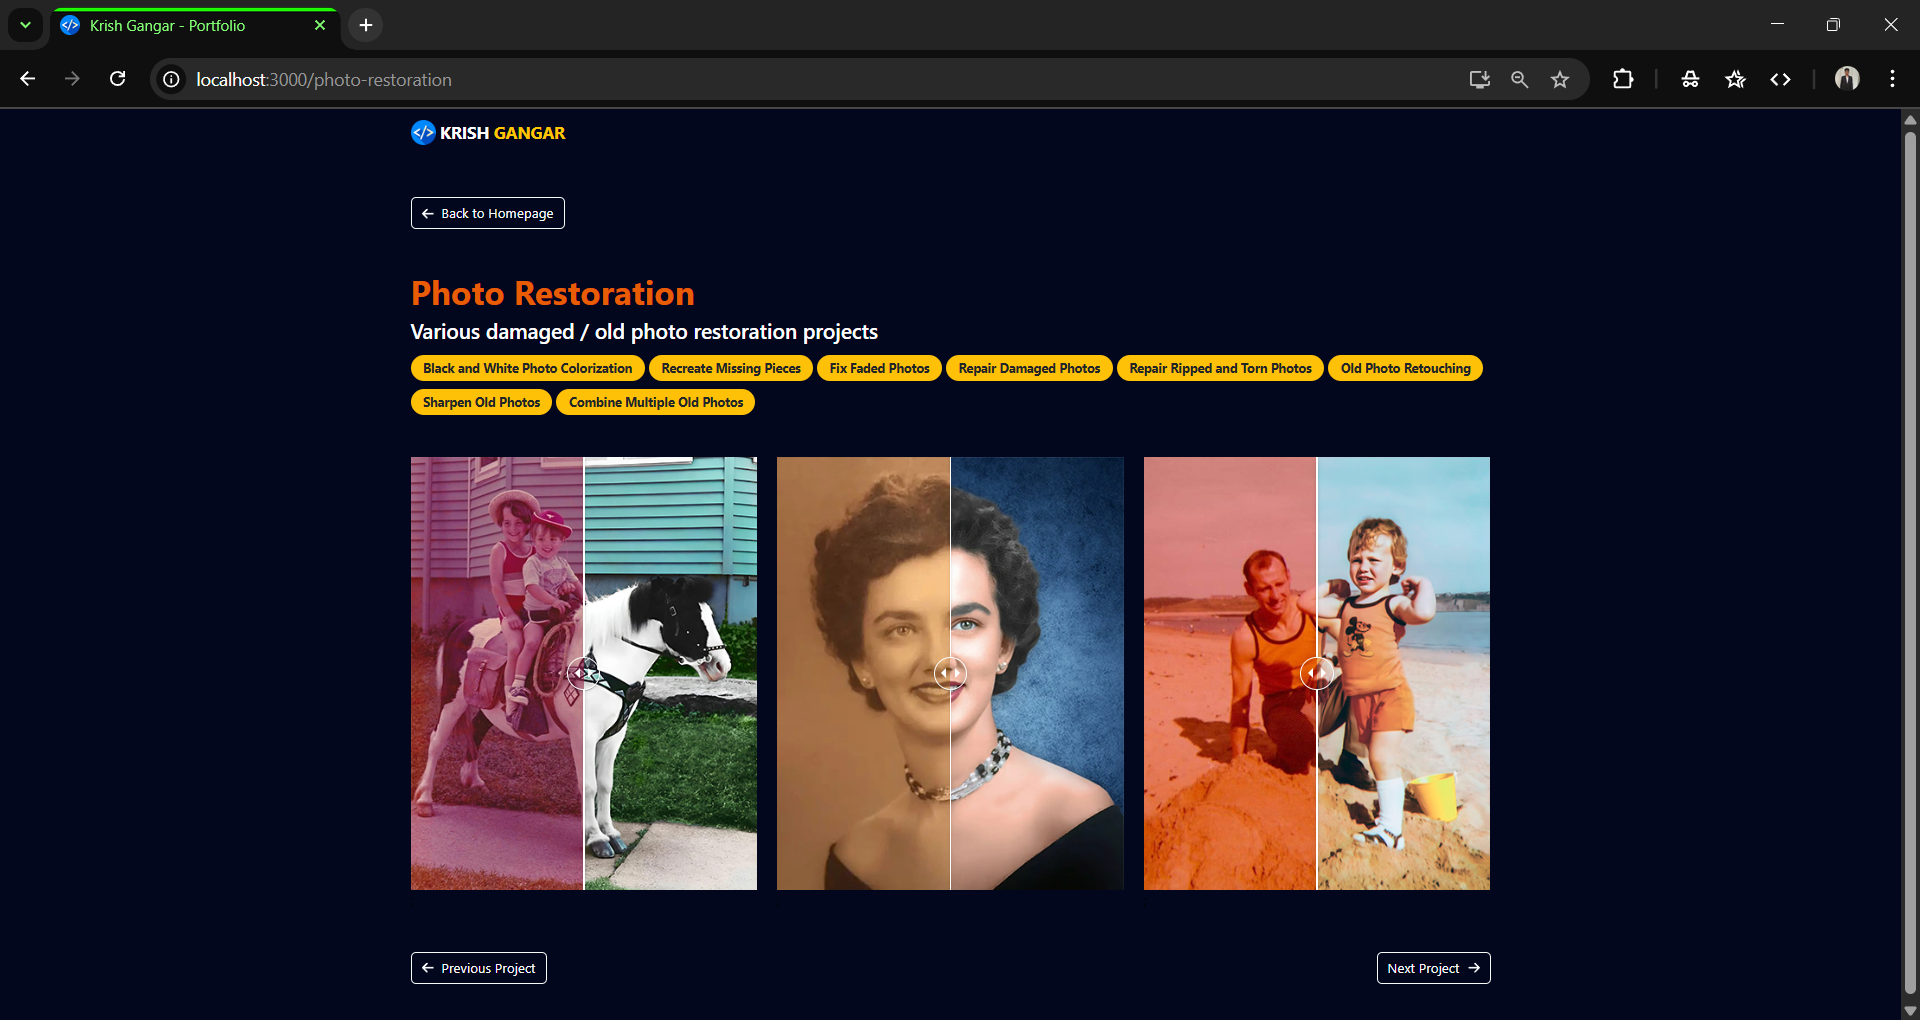 Krish Gangar - Portfolio
localhost:3000/photo-restoration
KRISH GANGAR
Back to Homepage
Photo Restoration
Various damaged / old photo restoration projects
Black and White Photo Colorization Recreate Missing Pieces Fix Faded Photos Repair Damaged Photos Repair Ripped and Torn Photos Old Photo Retouching
Sharpen Old Photos Combine Multiple Old Photos
Previous Project Next Project